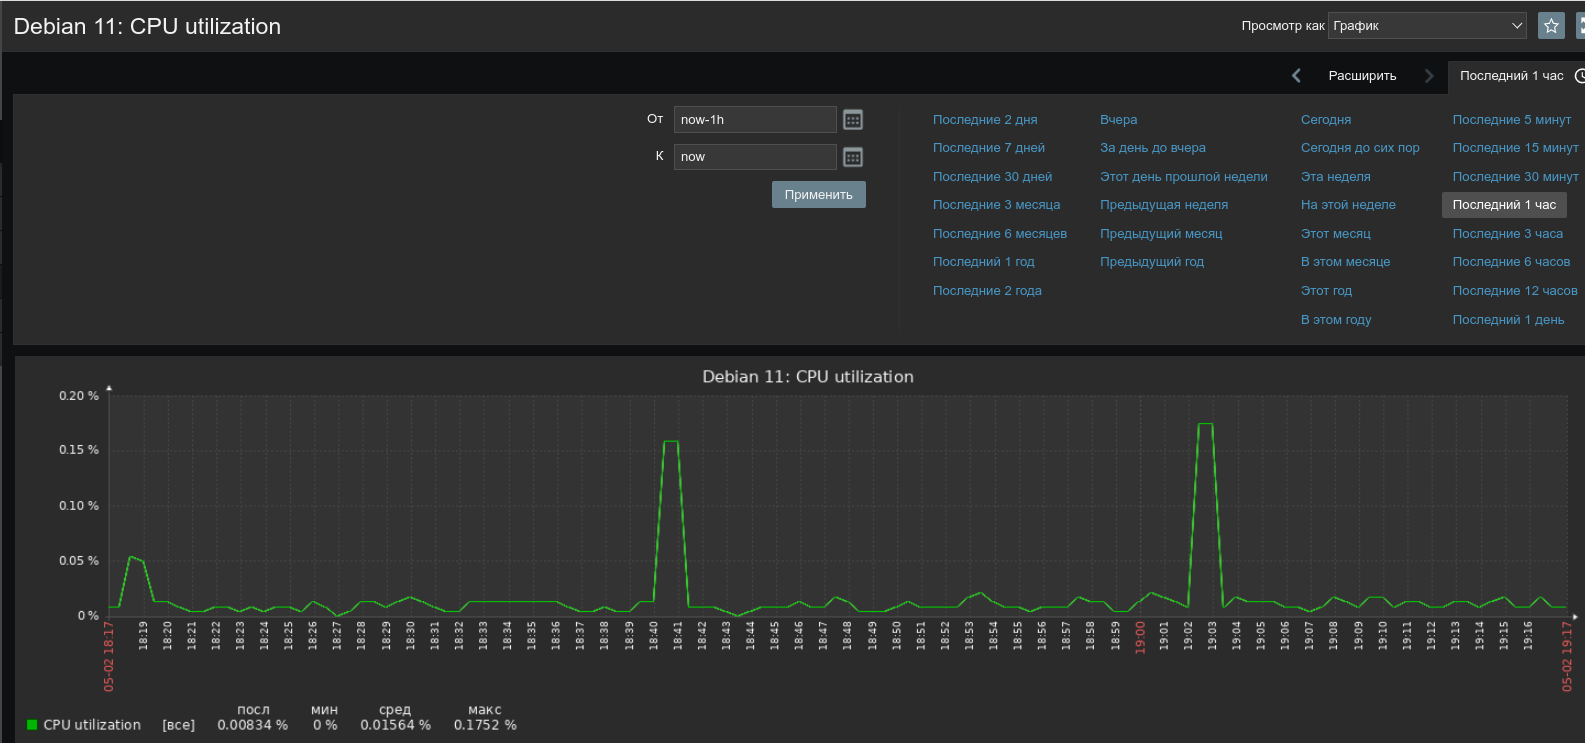 Debian 11: CPU utilization
Просмотр как График
Расширить
Последний 1 час
От now-1h
К now
Применить
Последние 2 дня Вчера Сегодня Последние 5 минут
Последние 7 дней За день до вчера Сегодня до сих пор Последние 15 минут
Последние 30 дней Этот день прошлой недели Эта неделя Последние 30 минут
Последние 3 месяца Предыдущая неделя На этой неделе Последний 1 час
Последние 6 месяцев Предыдущий месяц Этот месяц Последние 3 часа
Последний 1 год Предыдущий год В этом месяце Последние 6 часов
Последние 2 года Этот год Последние 12 часов
В этом году Последний 1 день
Debian 11: CPU utilization
0.20 %
0.15 %
0.10 %
0.05 %
0 %
05-02 18:17 18:19 18:20 18:21 18:22 18:23 18:24 18:25 18:26 18:27 18:28 18:29 18:30 18:31 18:32 18:33 18:34 18:35 18:36 18:37 18:38 18:39 18:40 18:41 18:42 18:43 18:44 18:45 18:46 18:47 18:48 18:49 18:50 18:51 18:52 18:53 18:54 18:55 18:56 18:57 18:58 18:59 19:00 19:01 19:02 19:03 19:04 19:05 19:06 19:07 19:08 19:09 19:10 19:11 19:12 19:13 19:14 19:15 19:16 05-02 19:17
посл мин сред макс
CPU utilization [все] 0.00834 % 0 % 0.01564 % 0.1752 %